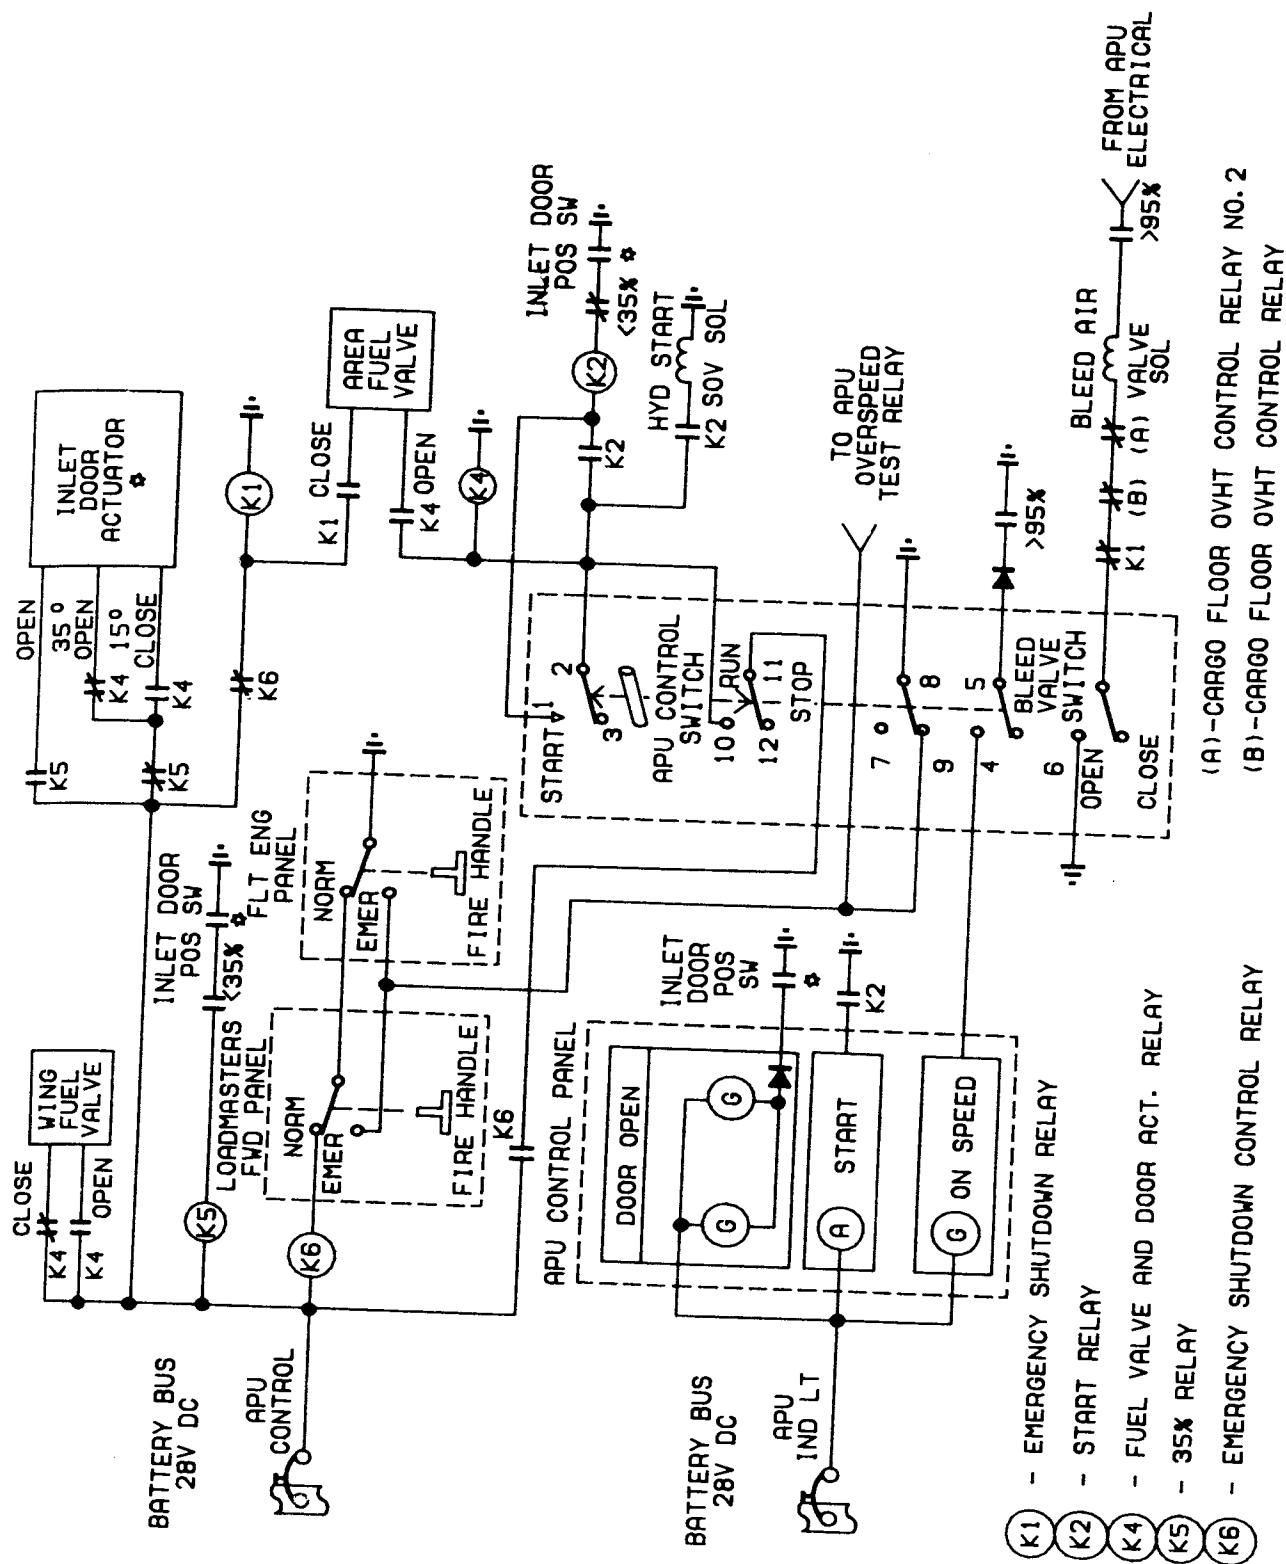 BATTERY BUS
28V DC
APU
CONTROL
CLOSE
K4
K4
OPEN
WING
FUEL
VALVE
K5
INLET DOOR
POS SW
<35% ✡
K6
LOADMASTERS
FWD PANEL
NORM
EMER
FIRE HANDLE
FLT ENG
PANEL
NORM
EMER
FIRE HANDLE
K6
K5
OPEN
35°
OPEN
K4
15°
CLOSE
K4
K5
K6
INLET
DOOR
ACTUATOR
✡
K1
K1 CLOSE
K4 OPEN
AREA
FUEL
VALVE
K4
K2
K2
INLET DOOR
POS SW
<35% ✡
HYD START
K2 SOV SOL
START
1
2
3
APU CONTROL
SWITCH
10
RUN
11
12
STOP
7
8
9
4
5
6
BLEED
VALVE
SWITCH
OPEN
CLOSE
TO APU
OVERSPEED
TEST RELAY
>95%
BLEED AIR
K1 (B) (A) VALVE
SOL
>95%
FROM APU
ELECTRICAL
BATTERY BUS
28V DC
APU
IND LT
APU CONTROL PANEL
DOOR OPEN
G
G
A
START
G
ON SPEED
INLET
DOOR
POS
SW
✡
K2
K1 - EMERGENCY SHUTDOWN RELAY
K2 - START RELAY
K4 - FUEL VALVE AND DOOR ACT. RELAY
K5 - 35% RELAY
K6 - EMERGENCY SHUTDOWN CONTROL RELAY
(A)-CARGO FLOOR OVHT CONTROL RELAY NO. 2
(B)-CARGO FLOOR OVHT CONTROL RELAY